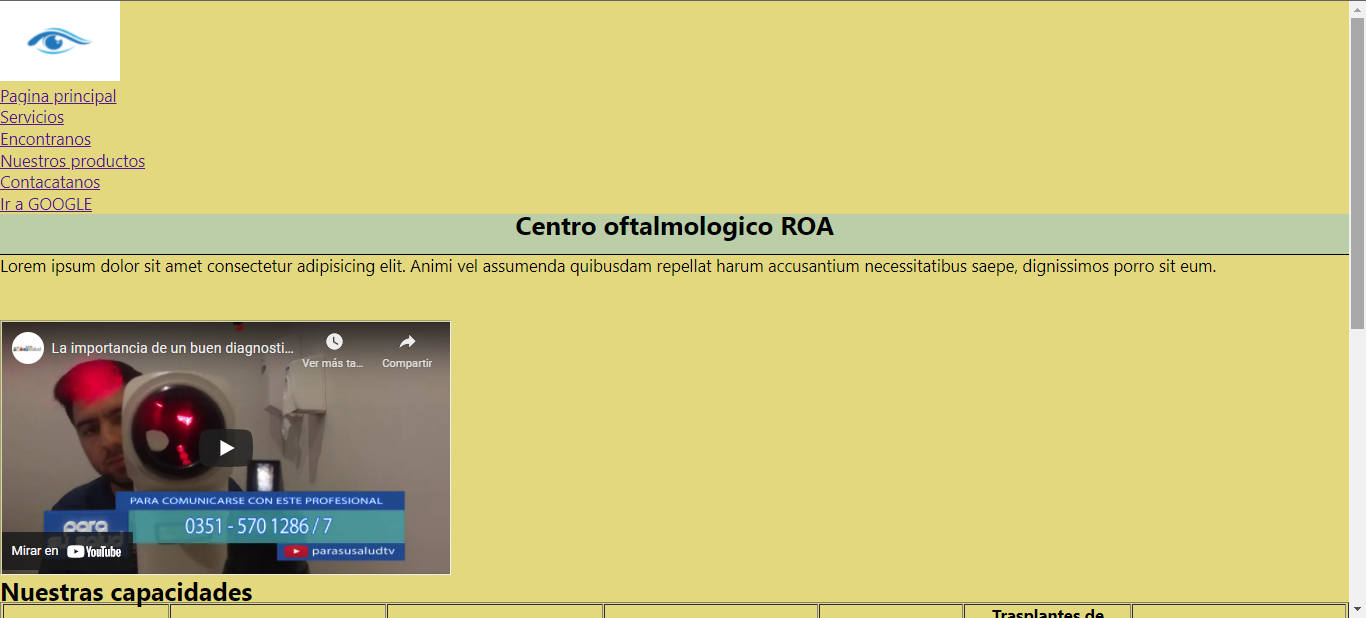 Pagina principal
Servicios
Encontranos
Nuestros productos
Contacatanos
Ir a GOOGLE
Centro oftalmologico ROA
Lorem ipsum dolor sit amet consectetur adipisicing elit. Animi vel assumenda quibusdam repellat harum accusantium necessitatibus saepe, dignissimos porro sit eum.
La importancia de un buen diagnosti...
Ver más ta...
Compartir
PARA COMUNICARSE CON ESTE PROFESIONAL
para
0351 - 570 1286 / 7
su salud
Mirar en YouTube
parasusaludtv
Nuestras capacidades
Trasplantes de